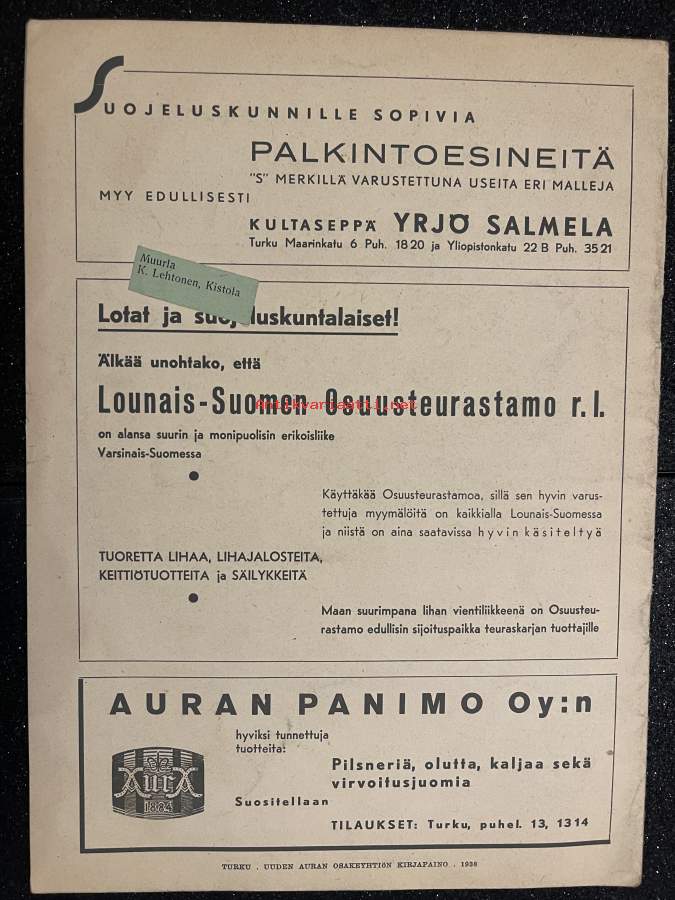 SUOJELUSKUNNILLE SOPIVIA
PALKINTOESINEITÄ
"S" MERKILLÄ VARUSTETTUNA USEITA ERI MALLEJA
MYY EDULLISESTI
KULTASEPPÄ YRJÖ SALMELA
Turku Maarinkatu 6 Puh. 1820 ja Yliopistonkatu 22 B Puh. 3521
Muurla
K. Lehtonen, Kistola
Lotat ja suojeluskuntalaiset!
Älkää unohtako, että
Lounais-Suomen Osuusteurastamo r.l.
Antikvariaatti.net
on alansa suurin ja monipuolisin erikoisliike
Varsinais-Suomessa
Käyttäkää Osuusteurastamoa, sillä sen hyvin varus-
tettuja myymälöitä on kaikkialla Lounais-Suomessa
ja niistä on aina saatavissa hyvin käsiteltyä
TUORETTA LIHAA, LIHAJALOSTEITA,
KEITTIÖTUOTTEITA ja SÄILYKKEITÄ
Maan suurimpana lihan vientiliikkeenä on Osuusteu-
rastamo edullisin sijoituspaikka teuraskarjan tuottajille
AURAN PANIMO Oy:n
hyviksi tunnettuja
tuotteita:
Pilsneriä, olutta, kaljaa sekä
virvoitusjuomia
AurA
1884
Suositellaan
TILAUKSET: Turku, puhel. 13, 1314
TURKU . UUDEN AURAN OSAKEYHTIÖN KIRJAPAINO . 1936